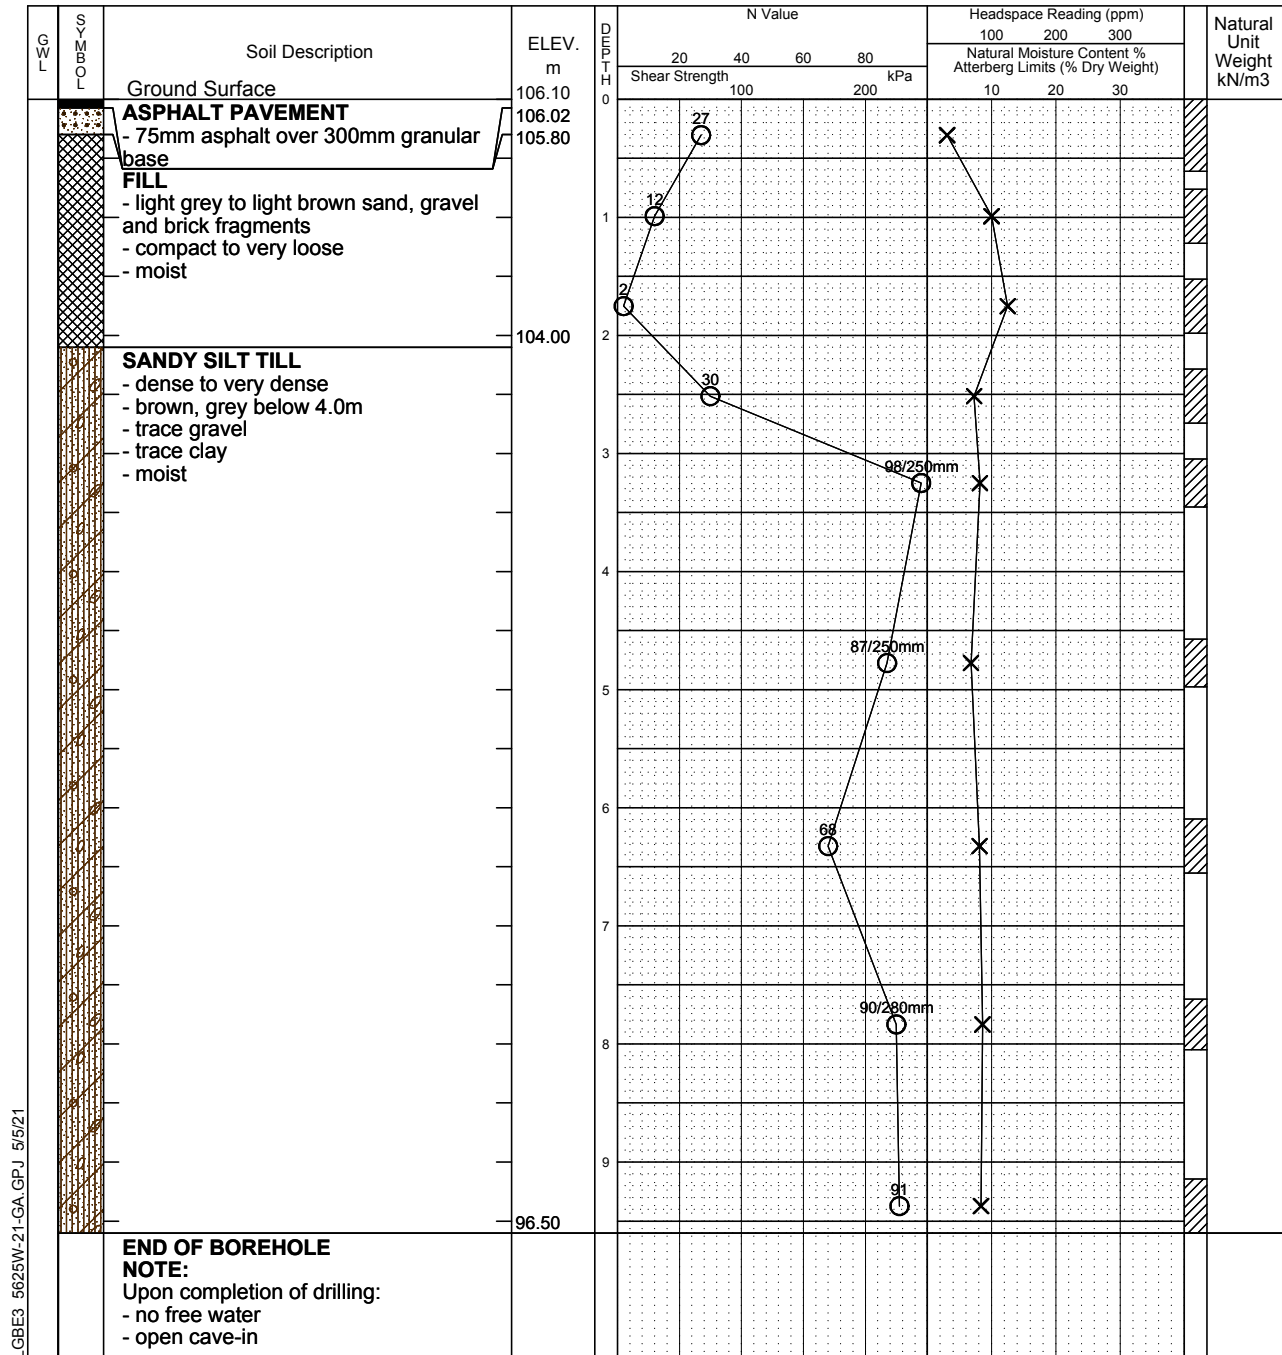 GWL
SYMBOL
Soil Description
Ground Surface
ELEV.
m
106.10
DEPTH
N Value
20 40 60 80
Shear Strength kPa
100 200
Headspace Reading (ppm)
100 200 300
Natural Moisture Content %
Atterberg Limits (% Dry Weight)
10 20 30
Natural
Unit
Weight
kN/m3
0
ASPHALT PAVEMENT
106.02
- 75mm asphalt over 300mm granular
105.80
base
FILL
- light grey to light brown sand, gravel
and brick fragments
- compact to very loose
- moist
104.00
SANDY SILT TILL
- dense to very dense
- brown, grey below 4.0m
- trace gravel
- trace clay
- moist
96.50
END OF BOREHOLE
NOTE:
Upon completion of drilling:
- no free water
- open cave-in
27
12
1
2
2
30
3
98/250mm
4
87/250mm
5
6
68
7
90/280mm
8
9
91
LGBE3 5625W-21-GA.GPJ 5/5/21